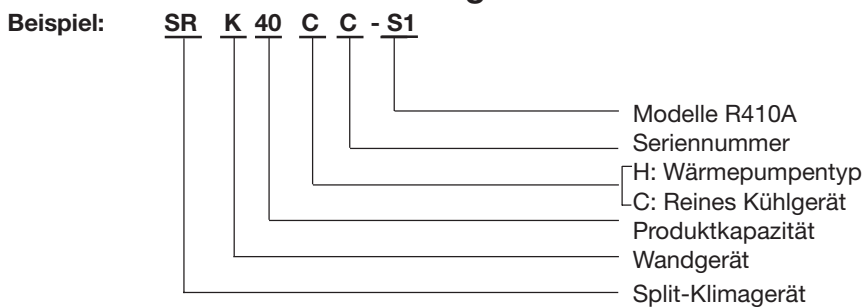 Beispiel: SR K 40 C C - S1
Modelle R410A
Seriennummer
H: Wärmepumpentyp
C: Reines Kühlgerät
Produktkapazität
Wandgerät
Split-Klimagerät